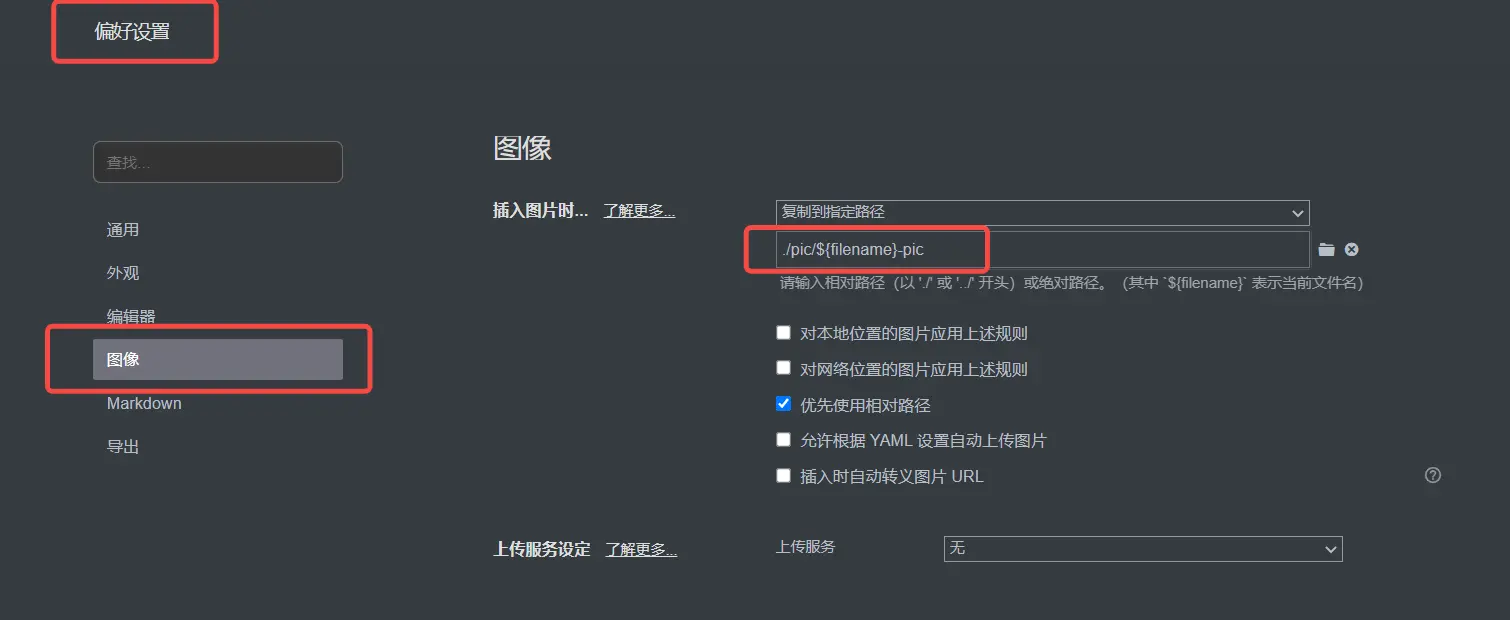 偏好设置
查找...
通用
外观
编辑器
图像
Markdown
导出
图像
插入图片时... 了解更多...
复制到指定路径
./pic/${filename}-pic
请输入相对路径（以 './' 或 '../' 开头）或绝对路径。（其中 `${filename}` 表示当前文件名）
对本地位置的图片应用上述规则
对网络位置的图片应用上述规则
优先使用相对路径
允许根据 YAML 设置自动上传图片
插入时自动转义图片 URL
上传服务设定 了解更多...
上传服务 无